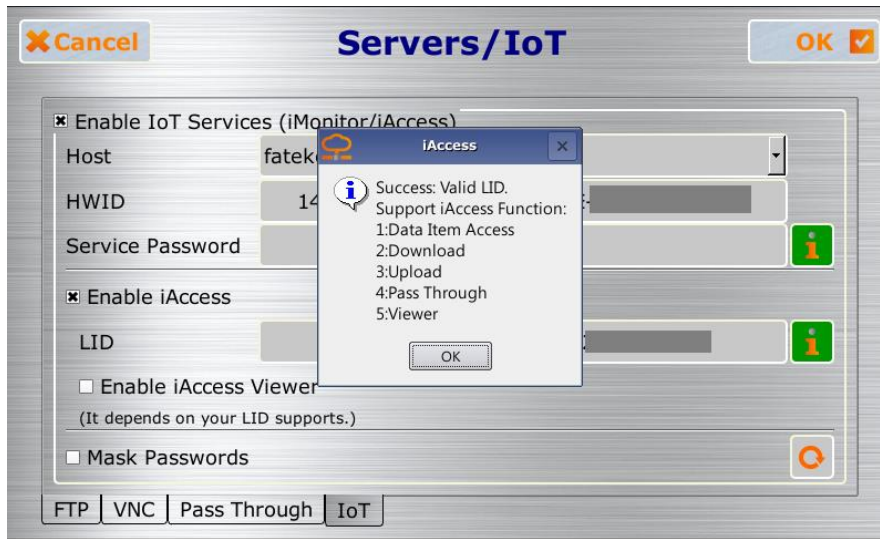 Cancel
Servers/IoT
OK
Enable IoT Services (iMonitor/iAccess)
Host
HWID 14
Service Password
Enable iAccess
LID
Enable iAccess Viewer
(It depends on your LID supports.)
Mask Passwords
iAccess
Success: Valid LID.
Support iAccess Function:
1:Data Item Access
2:Download
3:Upload
4:Pass Through
5:Viewer
OK
FTP VNC Pass Through IoT